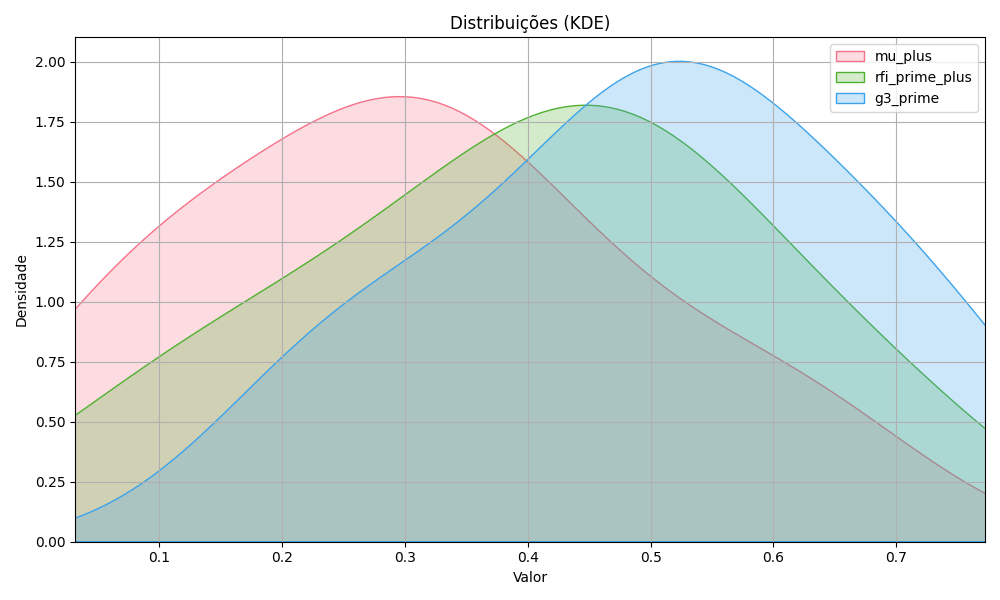 Distribuições (KDE)
mu_plus
rfi_prime_plus
g3_prime
Densidade
2.00
1.75
1.50
1.25
1.00
0.75
0.50
0.25
0.00
0.1 0.2 0.3 0.4 0.5 0.6 0.7
Valor